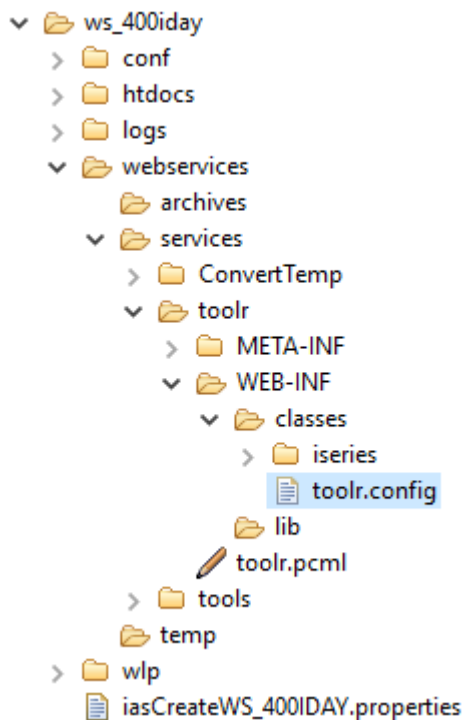 ws_400iday
conf
htdocs
logs
webservices
archives
services
ConvertTemp
toolr
META-INF
WEB-INF
classes
iseries
toolr.config
lib
toolr.pcml
tools
temp
wlp
iasCreateWS_400IDAY.properties